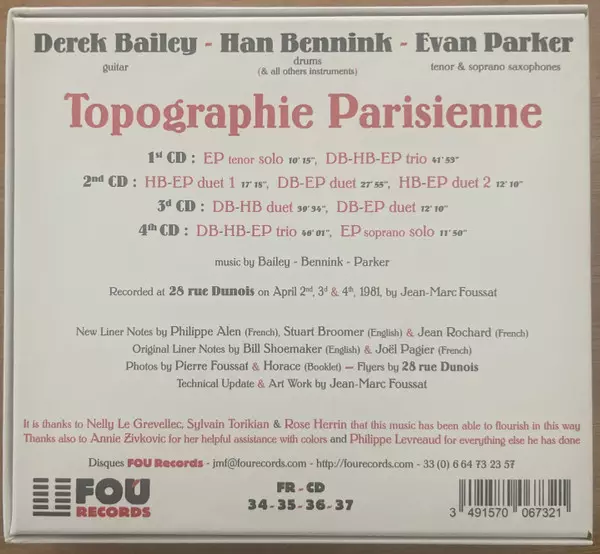 Derek Bailey - Han Bennink - Evan Parker
guitar
drums
(& all others instruments)
tenor & soprano saxophones
Topographie Parisienne
1st CD : EP tenor solo 10' 15", DB-HB-EP trio 41' 53"
2nd CD : HB-EP duet 1 17' 18", DB-EP duet 27' 55", HB-EP duet 2 12' 10"
3d CD : DB-HB duet 30' 34", DB-EP duet 12' 10"
4th CD : DB-HB-EP trio 46' 01", EP soprano solo 11' 50"
music by Bailey - Bennink - Parker
Recorded at 28 rue Dunois on April 2nd, 3d & 4th, 1981, by Jean-Marc Foussat
New Liner Notes by Philippe Alen (French), Stuart Broomer (English) & Jean Rochard (French)
Original Liner Notes by Bill Shoemaker (English) & Joël Pagier (French)
Photos by Pierre Foussat & Horace (Booklet) — Flyers by 28 rue Dunois
Technical Update & Art Work by Jean-Marc Foussat
It is thanks to Nelly Le Grevellec, Sylvain Torikian & Rose Herrin that this music has been able to flourish in this way
Thanks also to Annie Živkovic for her helpful assistance with colors and Philippe Levreaud for everything else he has done
Disques FOU Records - jmf@fourecords.com - http://fourecords.com - 33 (0) 6 64 73 23 57
FOÙ
RECORDS
FR - CD
34-35-36-37
3 491570 067321